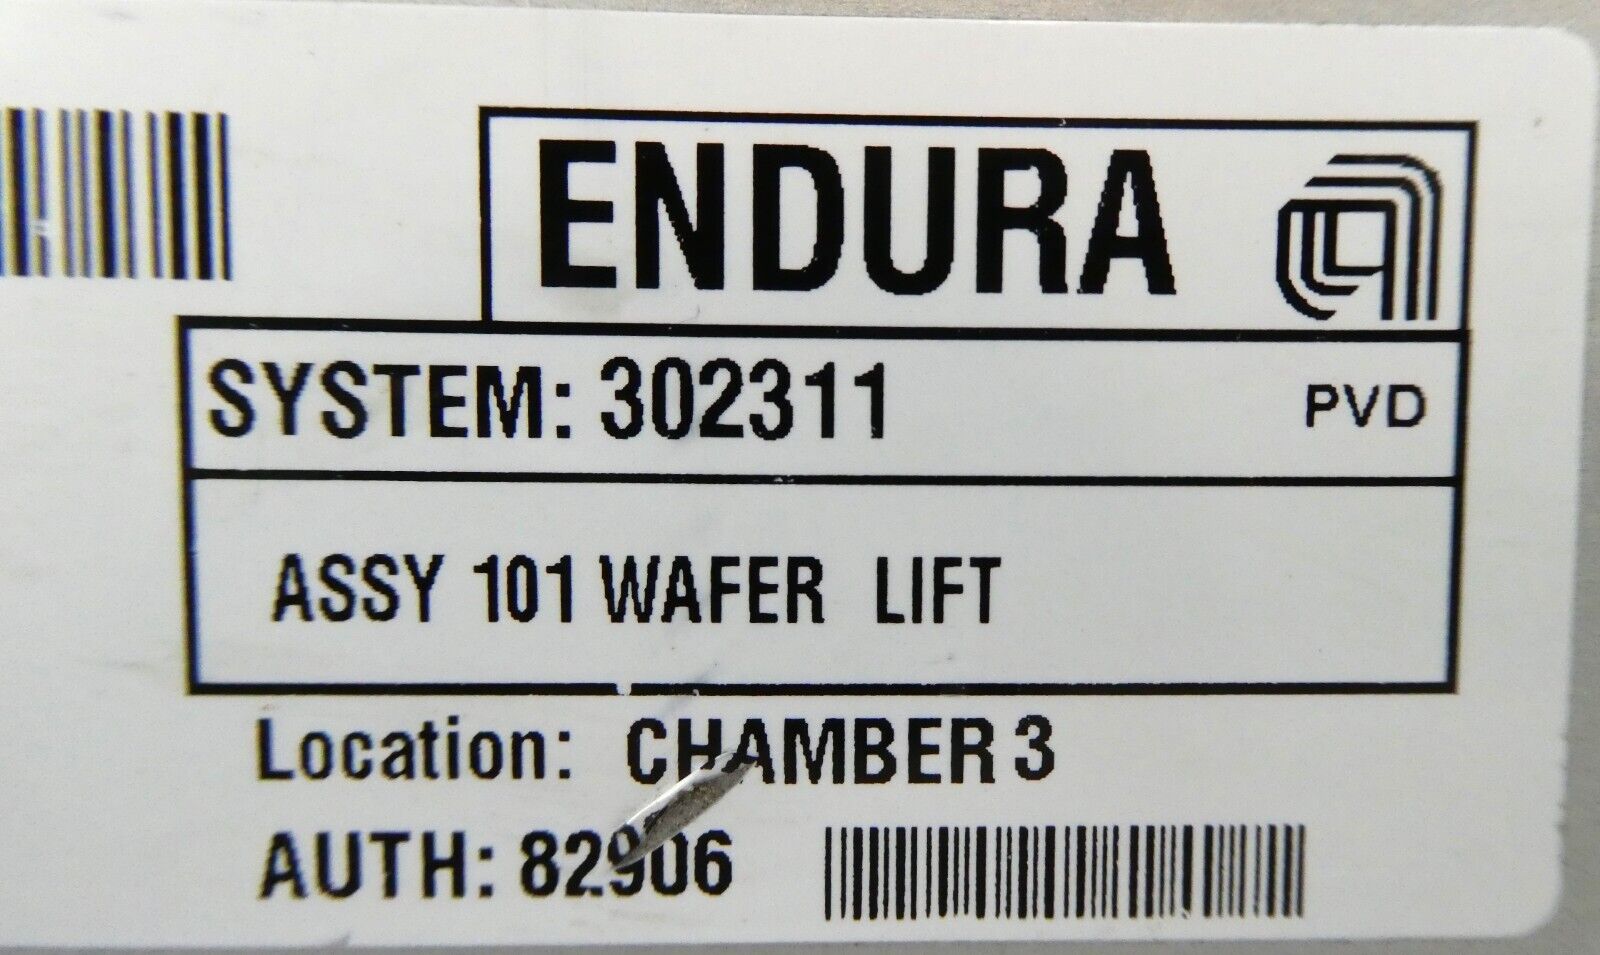 ENDURA
SYSTEM: 302311 PVD
ASSY 101 WAFER LIFT
Location: CHAMBER 3
AUTH: 82906